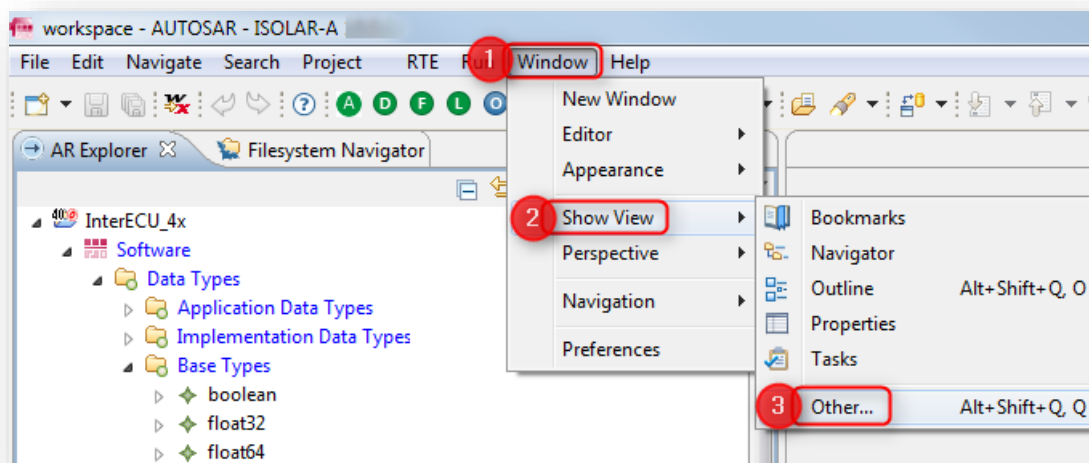 workspace - AUTOSAR - ISOLAR-A
File Edit Navigate Search Project RTE Window Help
1
A D F L O
AR Explorer Filesystem Navigator
New Window
Editor
Appearance
2 Show View
Perspective
Navigation
Preferences
Bookmarks
Navigator
Outline Alt+Shift+Q, O
Properties
Tasks
3 Other... Alt+Shift+Q, Q
InterECU_4x
Software
Data Types
Application Data Types
Implementation Data Types
Base Types
boolean
float32
float64